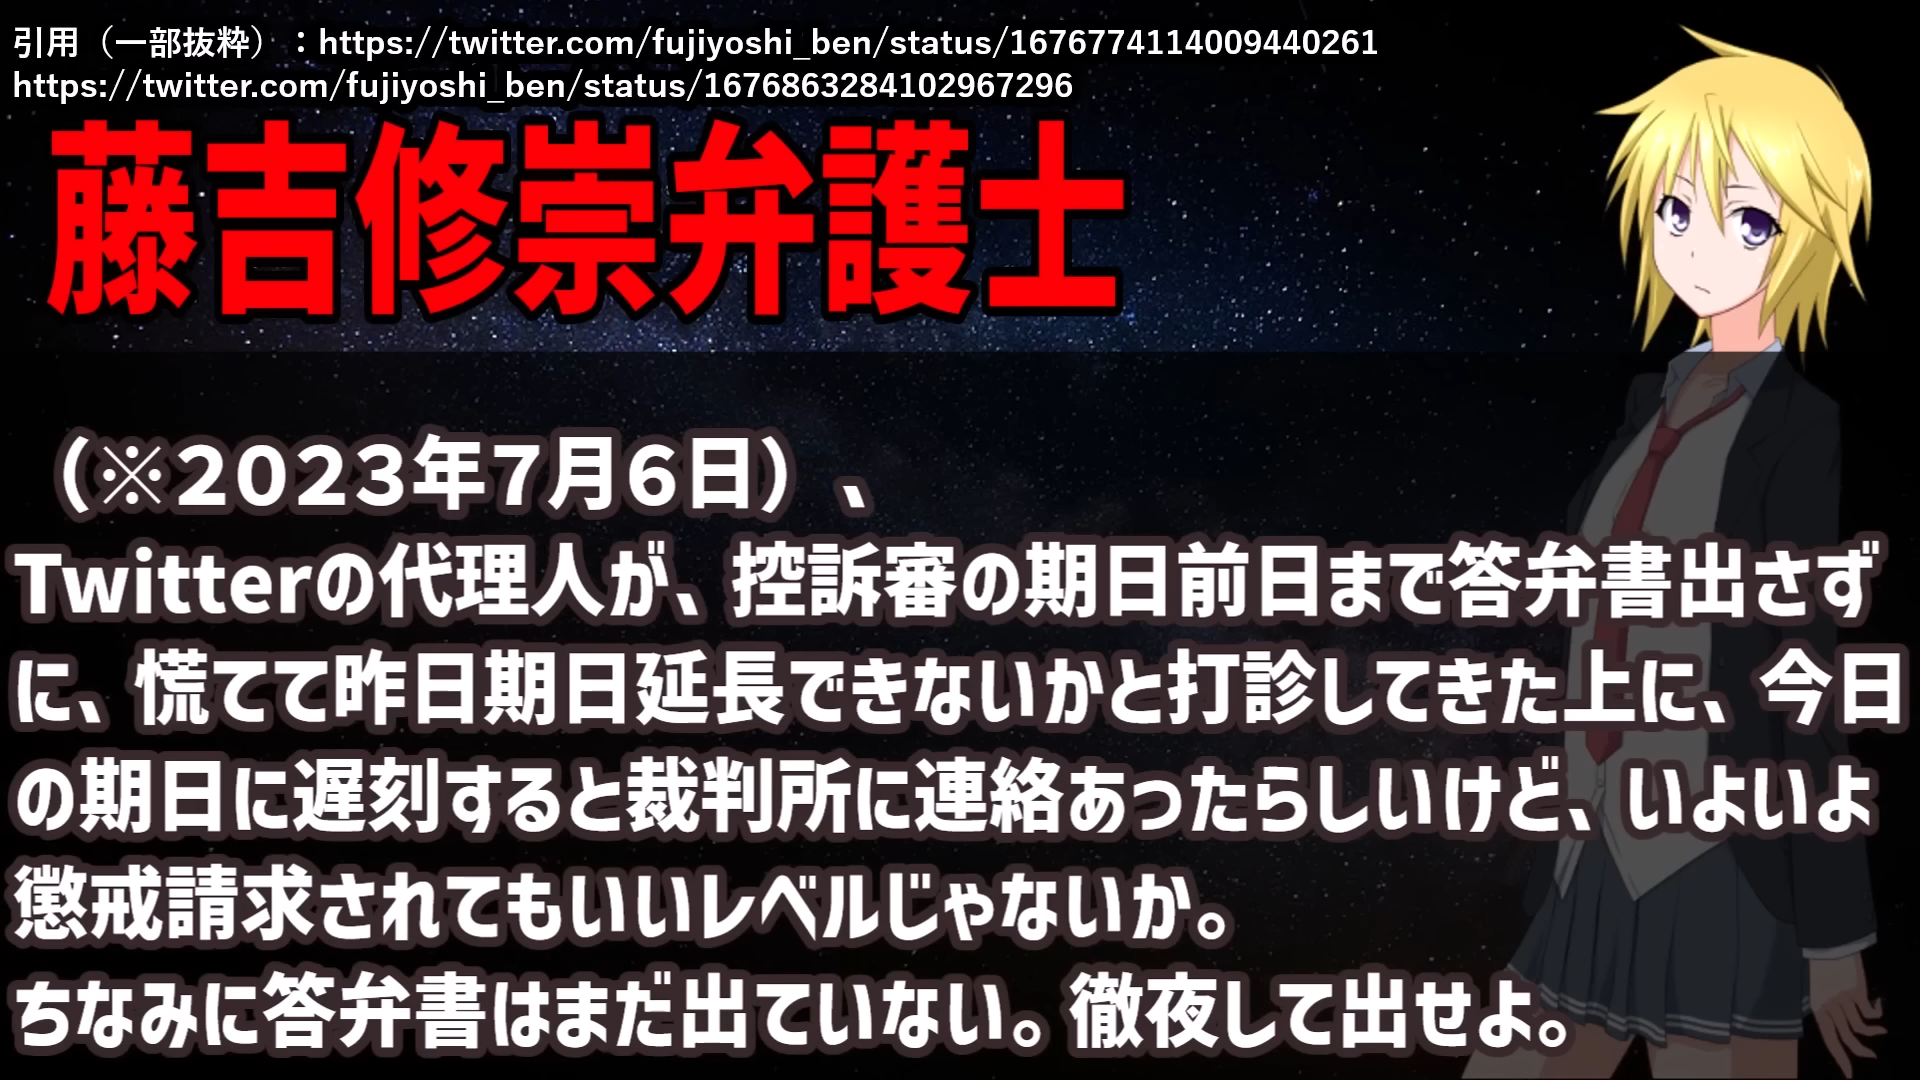 引用（一部抜粋）：https://twitter.com/fujiyoshi_ben/status/1676774114009440261
https://twitter.com/fujiyoshi_ben/status/1676863284102967296
藤吉修崇弁護士
（※２０２３年７月６日）、
Twitterの代理人が、控訴審の期日前日まで答弁書出さず
に、慌てて昨日期日延長できないかと打診してきた上に、今日
の期日に遅刻すると裁判所に連絡あったらしいけど、いよいよ
懲戒請求されてもいいレベルじゃないか。
ちなみに答弁書はまだ出ていない。徹夜して出せよ。